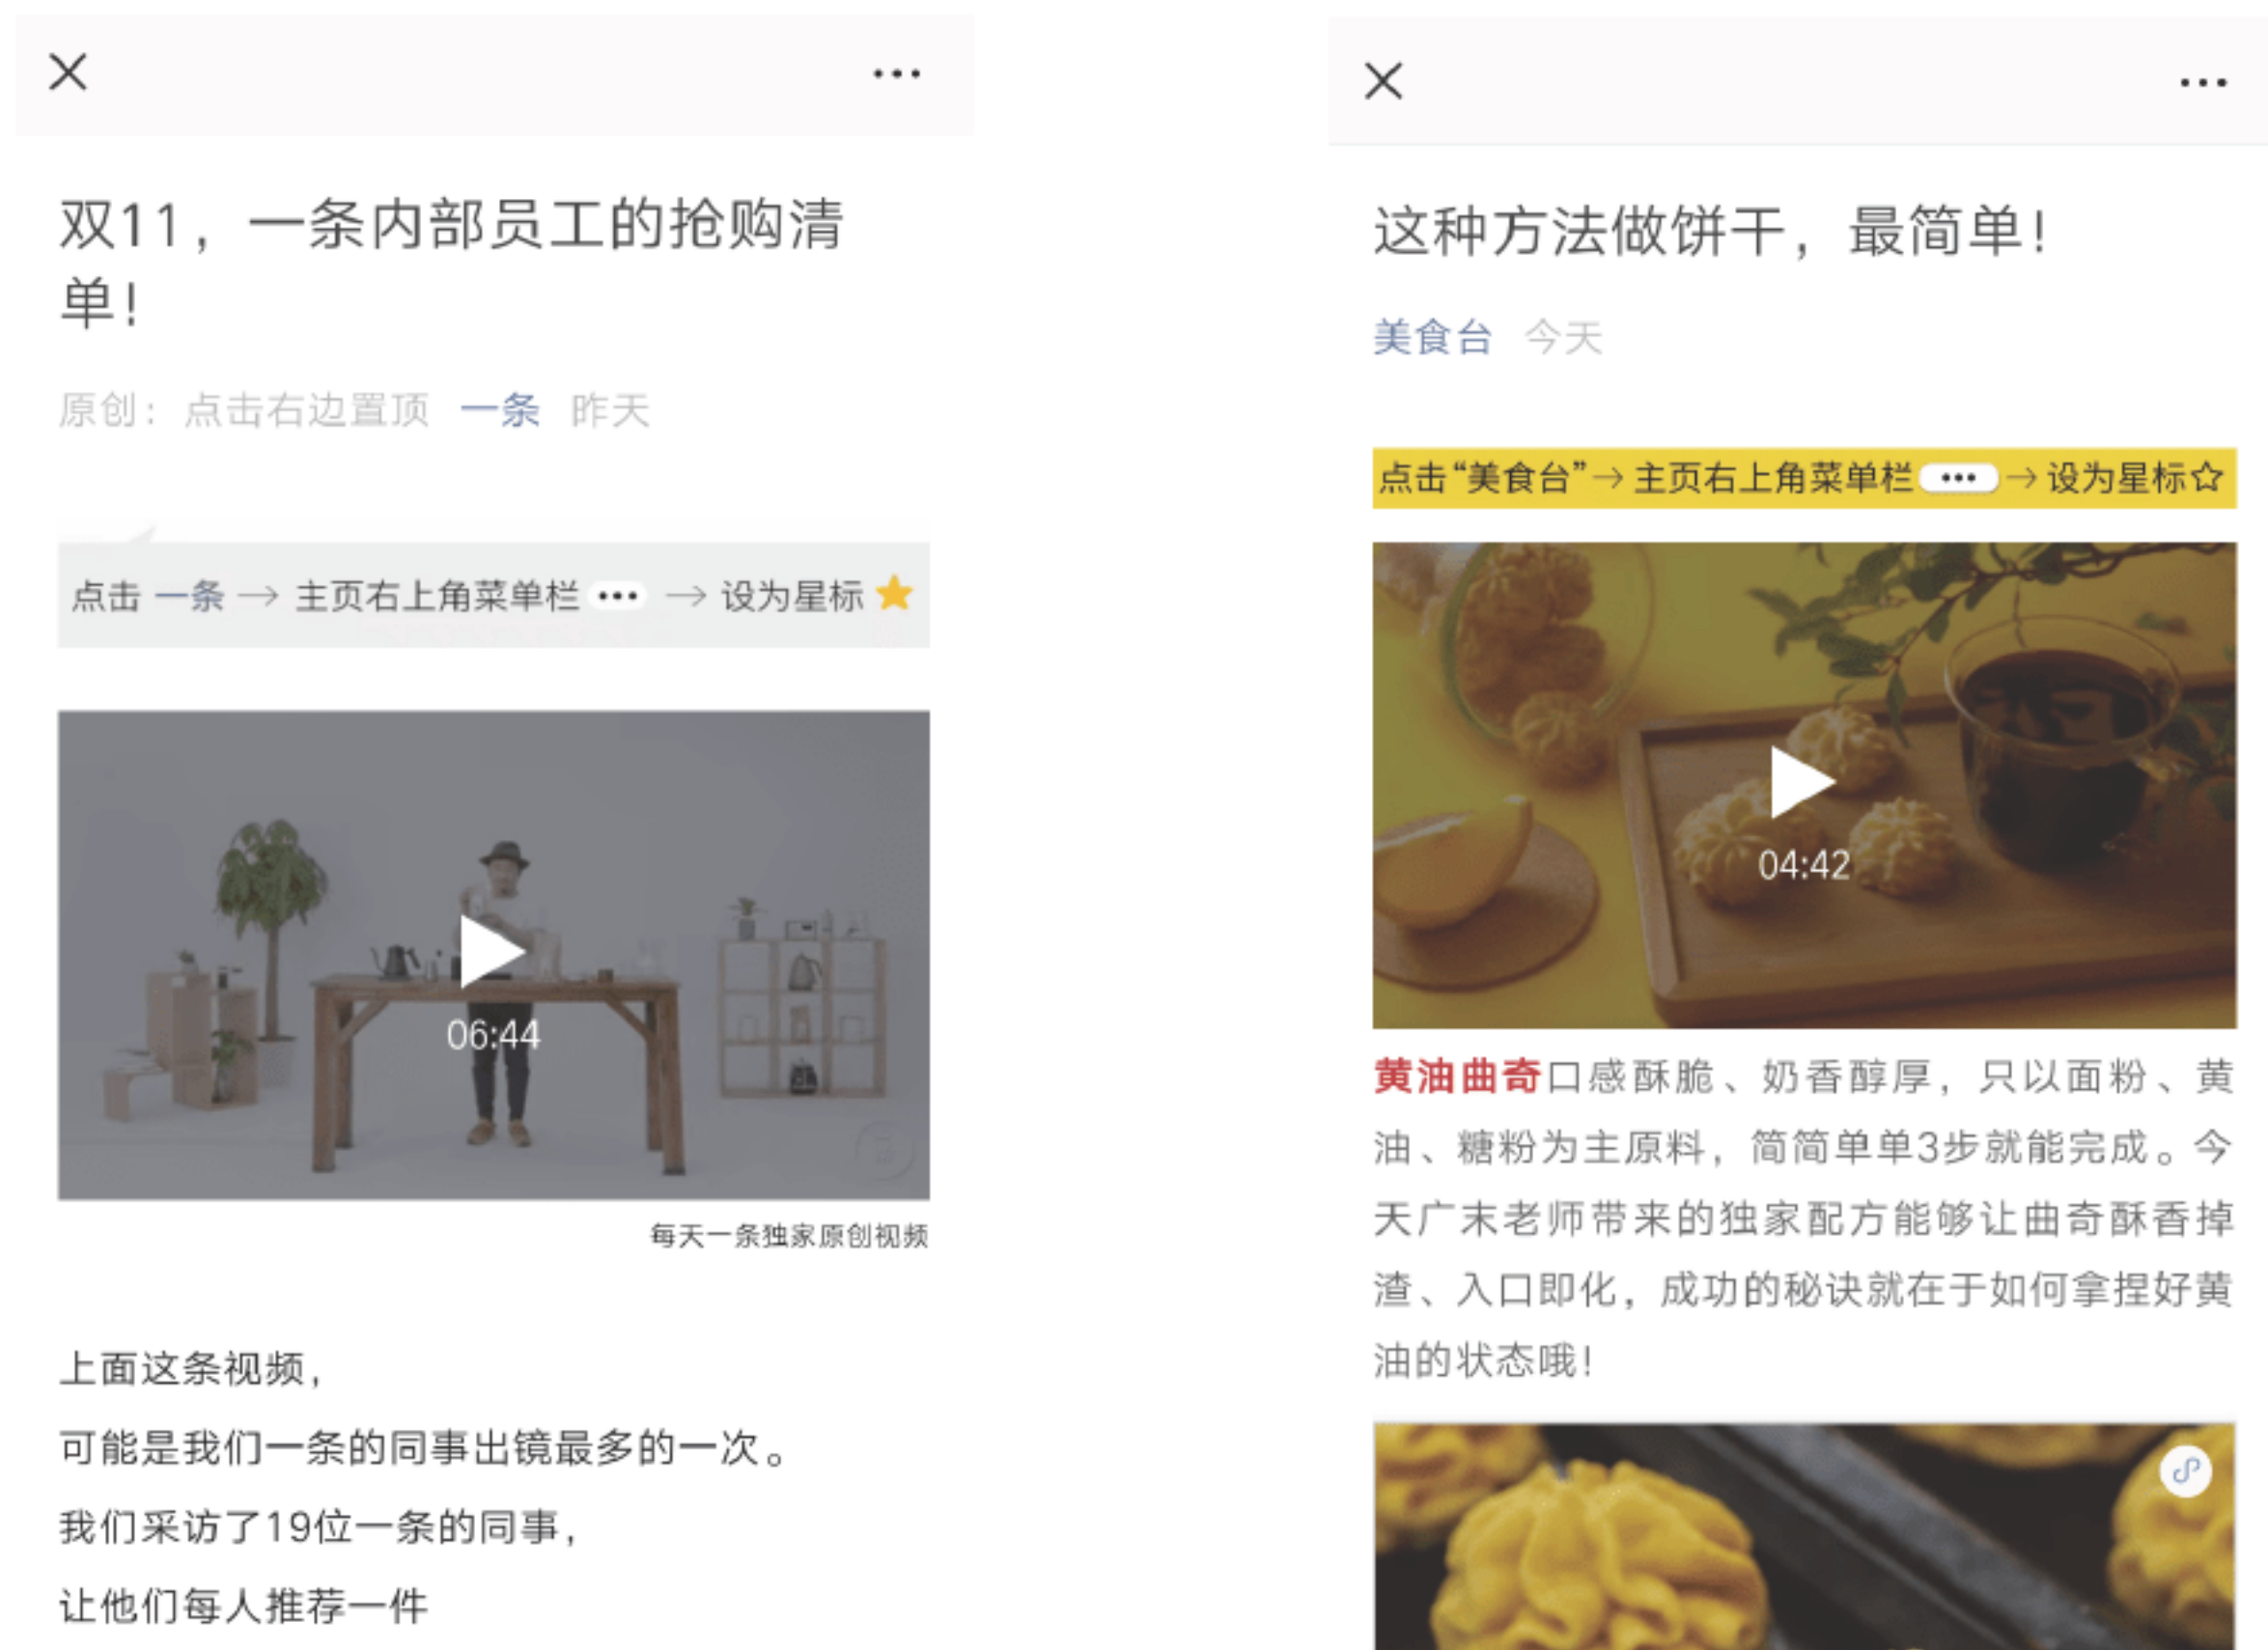 双11，一条内部员工的抢购清
单！
原创：点击右边置顶 一条 昨天
点击 一条 → 主页右上角菜单栏 ••• → 设为星标
06:44
每天一条独家原创视频
上面这条视频，
可能是我们一条的同事出镜最多的一次。
我们采访了19位一条的同事，
让他们每人推荐一件
这种方法做饼干，最简单！
美食台 今天
点击“美食台”→ 主页右上角菜单栏 ••• → 设为星标☆
04:42
黄油曲奇口感酥脆、奶香醇厚，只以面粉、黄
油、糖粉为主原料，简简单单3步就能完成。今
天广末老师带来的独家配方能够让曲奇酥香掉
渣、入口即化，成功的秘诀就在于如何拿捏好黄
油的状态哦！